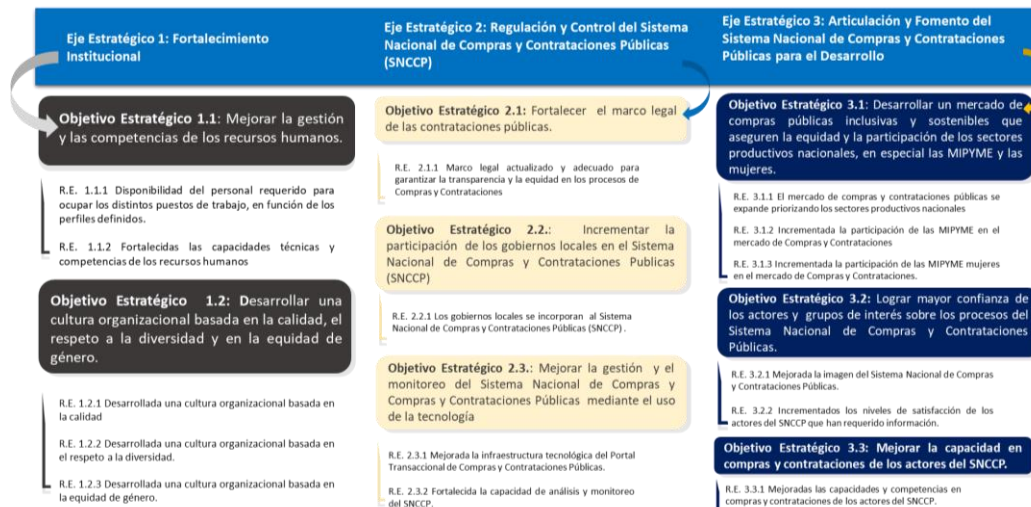 Eje Estratégico 1: Fortalecimiento
Institucional
Objetivo Estratégico 1.1: Mejorar la gestión
y las competencias de los recursos humanos.
R.E. 1.1.1 Disponibilidad del personal requerido para
ocupar los distintos puestos de trabajo, en función de los
perfiles definidos.
R.E. 1.1.2 Fortalecidas las capacidades técnicas y
competencias de los recursos humanos
Objetivo Estratégico 1.2: Desarrollar una
cultura organizacional basada en la calidad, el
respeto a la diversidad y en la equidad de
género.
R.E. 1.2.1 Desarrollada una cultura organizacional basada en
la calidad
R.E. 1.2.2 Desarrollada una cultura organizacional basada en
el respeto a la diversidad.
R.E. 1.2.3 Desarrollada una cultura organizacional basada en
la equidad de género.
Eje Estratégico 2: Regulación y Control del Sistema
Nacional de Compras y Contrataciones Públicas
(SNCCP)
Objetivo Estratégico 2.1: Fortalecer el marco legal
de las contrataciones públicas.
R.E. 2.1.1 Marco legal actualizado y adecuado para
garantizar la transparencia y la equidad en los procesos de
Compras y Contrataciones
Objetivo Estratégico 2.2.: Incrementar la
participación de los gobiernos locales en el Sistema
Nacional de Compras y Contrataciones Publicas
(SNCCP)
R.E. 2.2.1 Los gobiernos locales se incorporan al Sistema
Nacional de Compras y Contrataciones Públicas (SNCCP) .
Objetivo Estratégico 2.3.: Mejorar la gestión y el
monitoreo del Sistema Nacional de Compras y
Compras y Contrataciones Públicas mediante el uso
de la tecnología
R.E. 2.3.1 Mejorada la infraestructura tecnológica del Portal
Transaccional de Compras y Contrataciones Públicas.
R.E. 2.3.2 Fortalecida la capacidad de análisis y monitoreo
del SNCCP.
Eje Estratégico 3: Articulación y Fomento del
Sistema Nacional de Compras y Contrataciones
Públicas para el Desarrollo
Objetivo Estratégico 3.1: Desarrollar un mercado de
compras públicas inclusivas y sostenibles que
aseguren la equidad y la participación de los sectores
productivos nacionales, en especial las MIPYME y las
mujeres.
R.E. 3.1.1 El mercado de compras y contrataciones públicas se
expande priorizando los sectores productivos nacionales
R.E. 3.1.2 Incrementada la participación de las MIPYME en el
mercado de Compras y Contrataciones
R.E. 3.1.3 Incrementada la participación de las MIPYME mujeres
en el mercado de Compras y Contrataciones.
Objetivo Estratégico 3.2: Lograr mayor confianza de
los actores y grupos de interés sobre los procesos del
Sistema Nacional de Compras y Contrataciones
Públicas.
R.E. 3.2.1 Mejorada la imagen del Sistema Nacional de Compras
y Contrataciones Públicas.
R.E. 3.2.2 Incrementados los niveles de satisfacción de los
actores del SNCCP que han requerido información.
Objetivo Estratégico 3.3: Mejorar la capacidad en
compras y contrataciones de los actores del SNCCP.
R.E. 3.3.1 Mejoradas las capacidades y competencias en
compras y contrataciones de los actores del SNCCP.